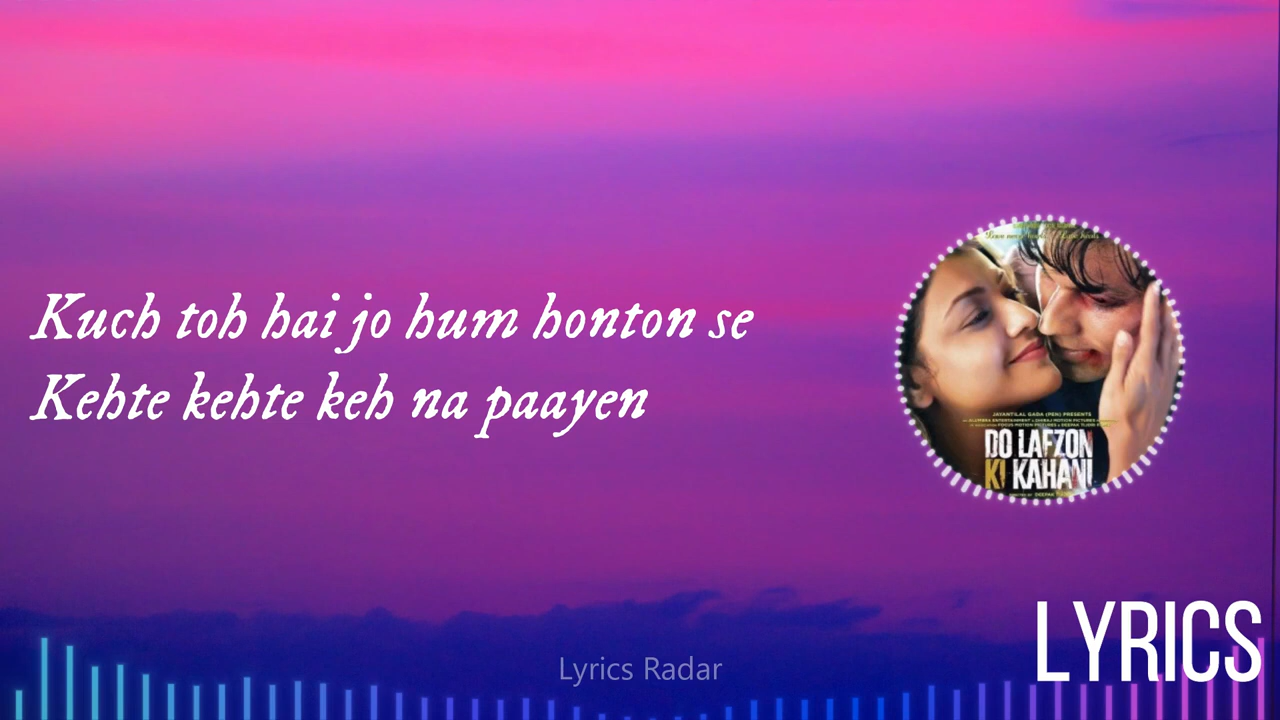 Kuch toh hai jo hum honton se
Kehte kehte keh na paayen
JAYANTILAL GADA (PEN) PRESENTS
DO LAFZON
KI KAHANI
LYRICS
Lyrics Radar